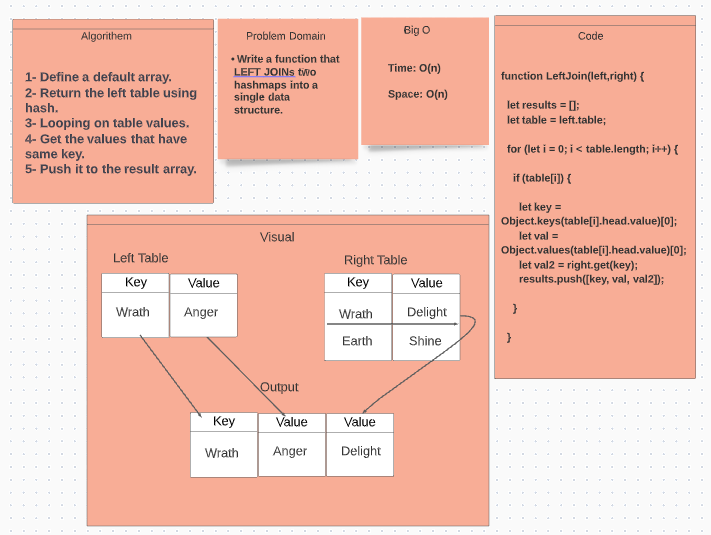 Algorithem
1- Define a default array.
2- Return the left table using
hash.
3- Looping on table values.
4- Get the values that have
same key.
5- Push it to the result array.
Problem Domain
• Write a function that
LEFT JOINs two
hashmaps into a
single data
structure.
Big O
Time: O(n)
Space: O(n)
Code
function LeftJoin(left,right) {
let results = [];
let table = left.table;
for (let i = 0; i < table.length; i++) {
if (table[i]) {
let key =
Object.keys(table[i].head.value)[0];
let val =
Object.values(table[i].head.value)[0];
let val2 = right.get(key);
results.push([key, val, val2]);
}
}
Visual
Left Table
Key Value
Wrath Anger
Right Table
Key Value
Wrath Delight
Earth Shine
Output
Key Value Value
Wrath Anger Delight